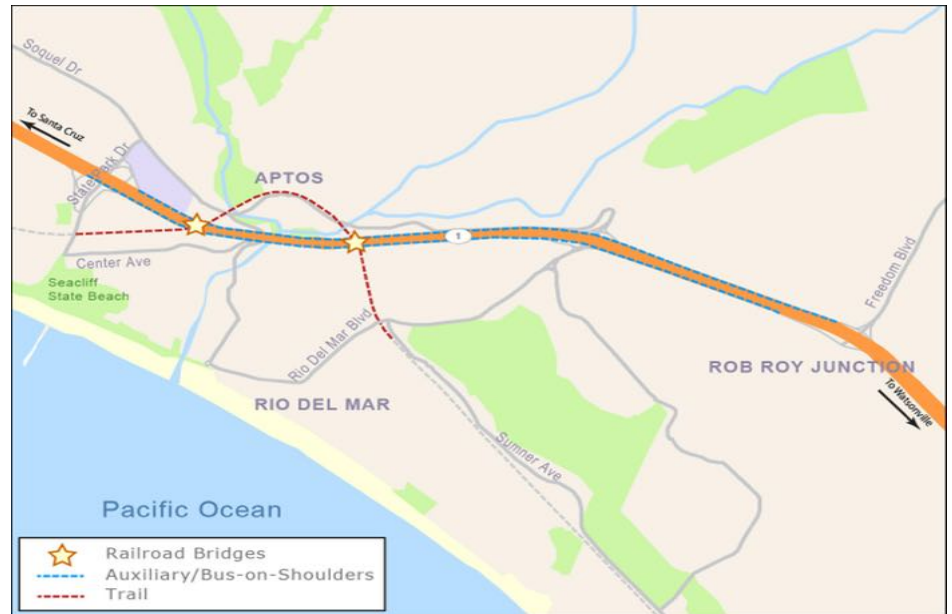 Soquel Dr
To Santa Cruz
State Park Dr
APTOS
1
Center Ave
Seacliff
State Beach
Freedom Blvd
Rio Del Mar Blvd
ROB ROY JUNCTION
To Watsonville
RIO DEL MAR
Sumner Ave
Pacific Ocean
Railroad Bridges
Auxiliary/Bus-on-Shoulders
Trail